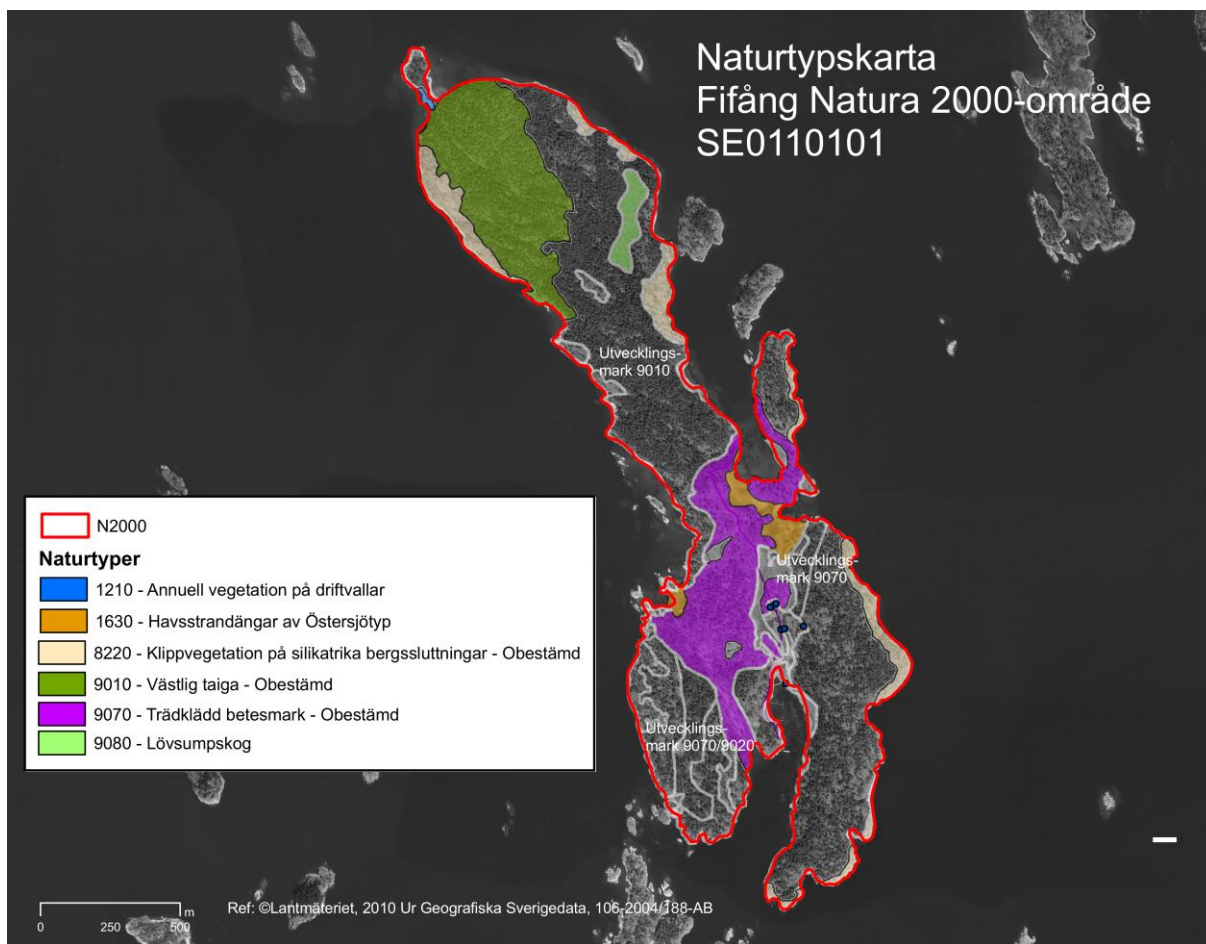 Naturtypskarta
Fifång Natura 2000-område
SE0110101
Utvecklings-
mark 9010
N2000
Naturtyper
1210 - Annuell vegetation på driftvallar
1630 - Havsstrandängar av Östersjötyp
8220 - Klippvegetation på silikatrika bergssluttningar - Obestämd
9010 - Västlig taiga - Obestämd
9070 - Trädklädd betesmark - Obestämd
9080 - Lövsumpskog
Utvecklings-
mark 9070
Utvecklings-
mark 9070/9020
m
0 250 500
Ref: ©Lantmäteriet, 2010 Ur Geografiska Sverigedata, 106-2004/188-AB